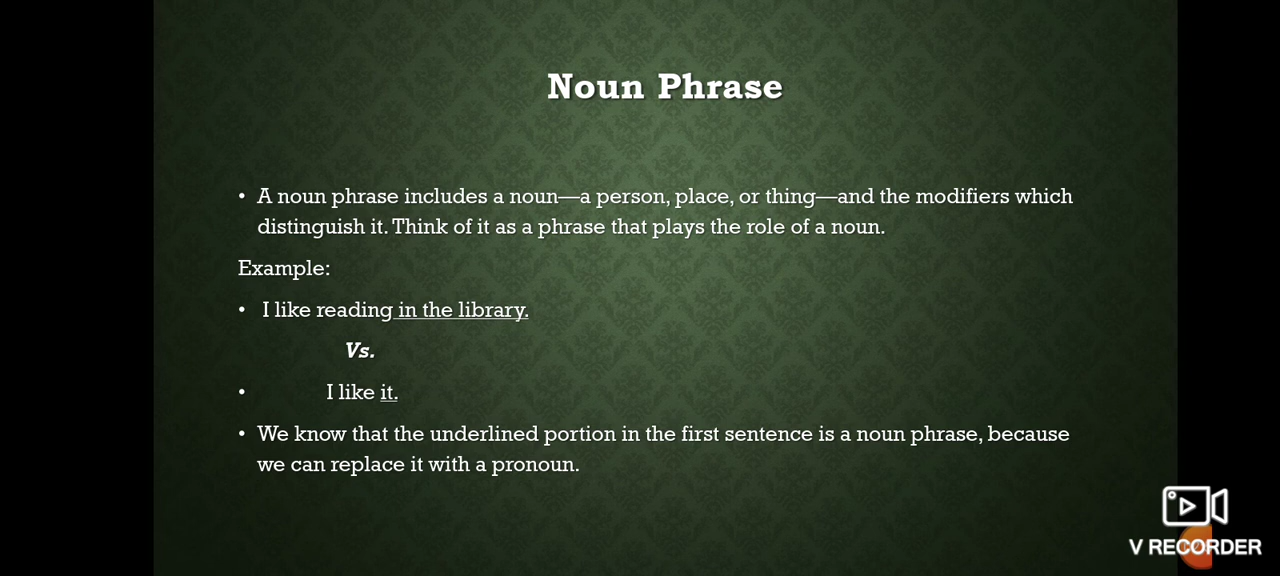 Noun Phrase
• A noun phrase includes a noun—a person, place, or thing—and the modifiers which
distinguish it. Think of it as a phrase that plays the role of a noun.
Example:
• I like reading in the library.
Vs.
• I like it.
• We know that the underlined portion in the first sentence is a noun phrase, because
we can replace it with a pronoun.
V RECORDER